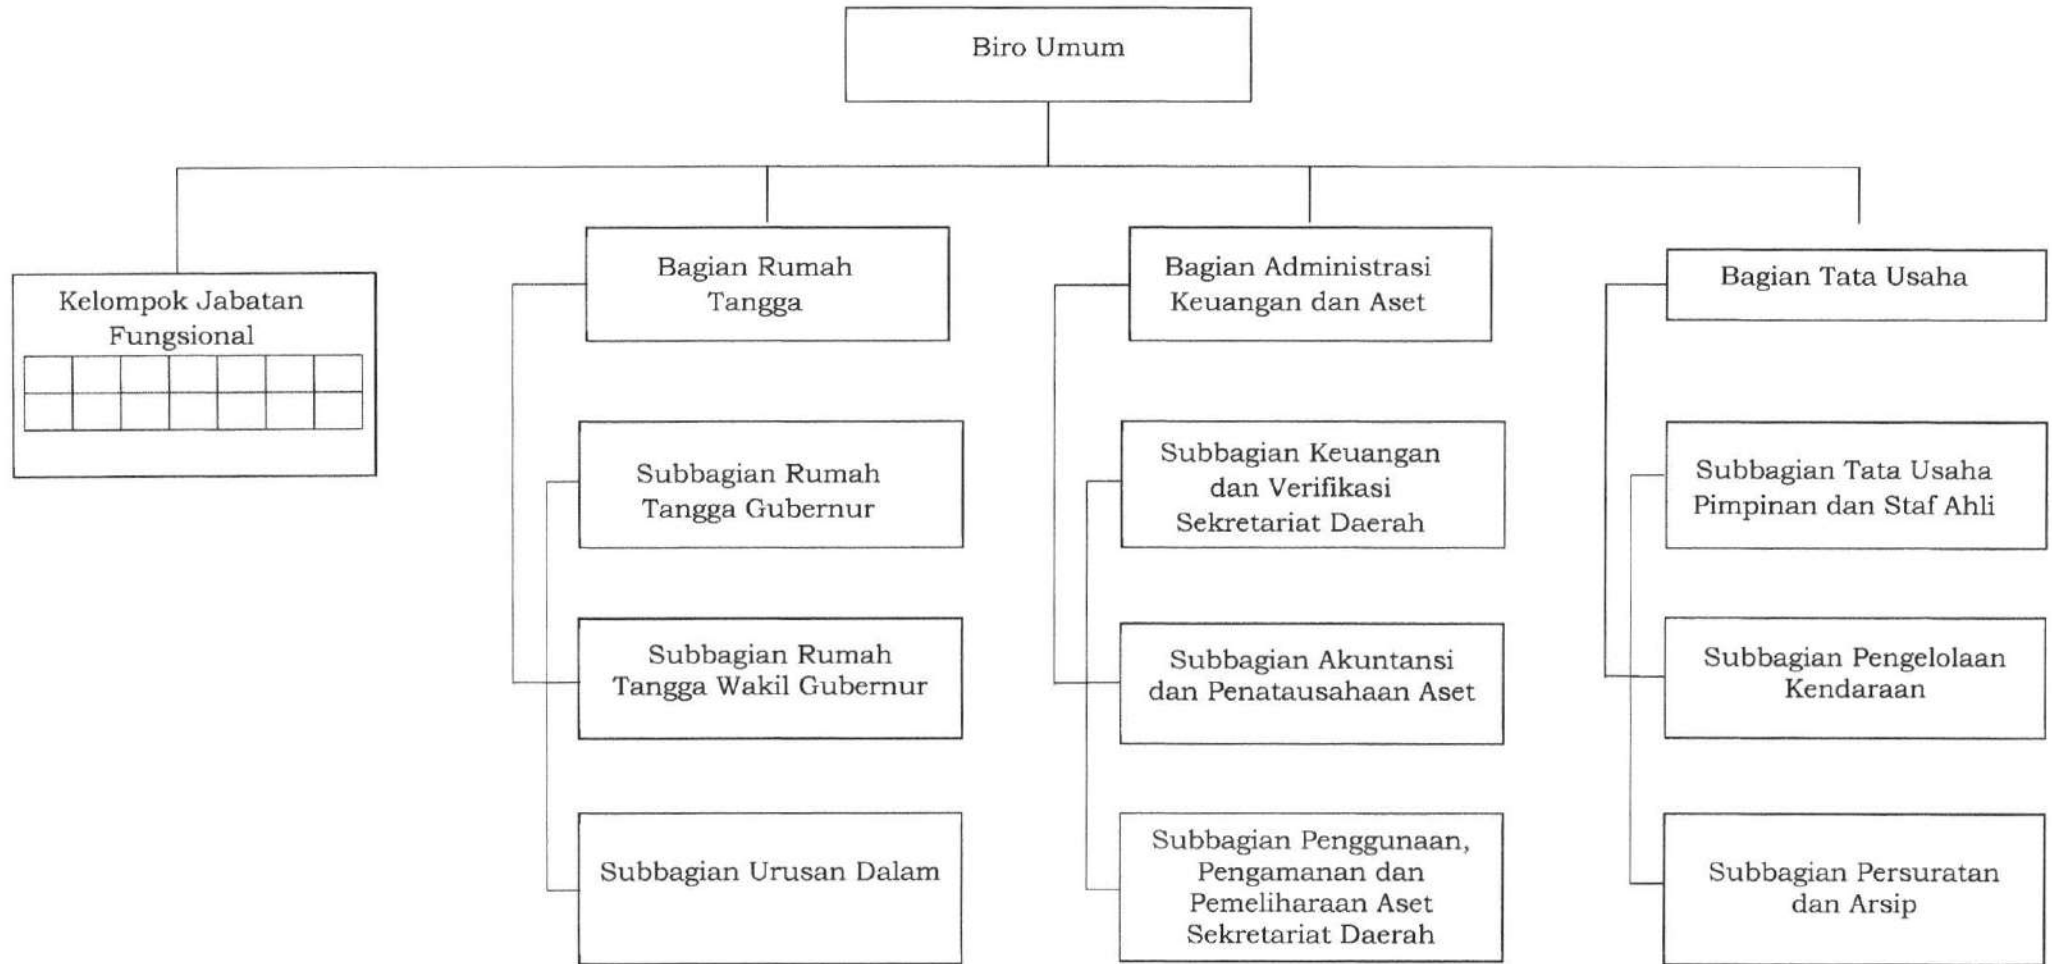 Biro Umum
Kelompok Jabatan
Fungsional
Bagian Rumah
Tangga
Subbagian Rumah
Tangga Gubernur
Subbagian Rumah
Tangga Wakil Gubernur
Subbagian Urusan Dalam
Bagian Administrasi
Keuangan dan Aset
Subbagian Keuangan
dan Verifikasi
Sekretariat Daerah
Subbagian Akuntansi
dan Penatausahaan Aset
Subbagian Penggunaan,
Pengamanan dan
Pemeliharaan Aset
Sekretariat Daerah
Bagian Tata Usaha
Subbagian Tata Usaha
Pimpinan dan Staf Ahli
Subbagian Pengelolaan
Kendaraan
Subbagian Persuratan
dan Arsip